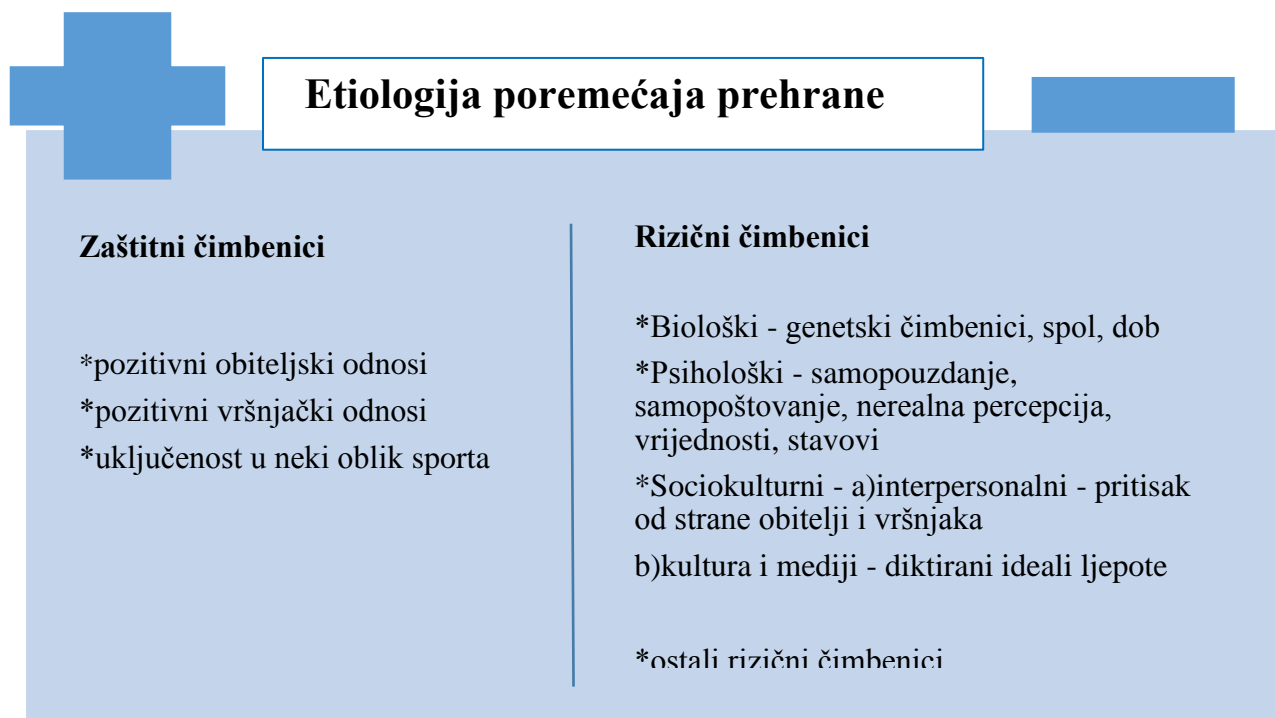 Etiologija poremećaja prehrane
Zaštitni čimbenici
*pozitivni obiteljski odnosi
*pozitivni vršnjački odnosi
*uključenost u neki oblik sporta
Rizični čimbenici
*Biološki - genetski čimbenici, spol, dob
*Psihološki - samopouzdanje,
samopoštovanje, nerealna percepcija,
vrijednosti, stavovi
*Sociokulturni - a)interpersonalni - pritisak
od strane obitelji i vršnjaka
b)kultura i mediji - diktirani ideali ljepote
*ostali rizični čimbenici